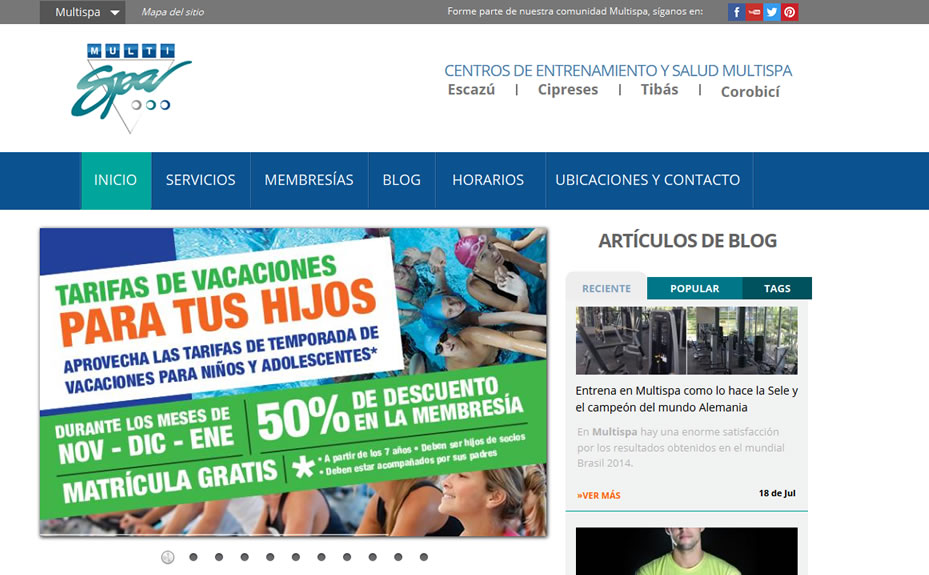 Multispa
Mapa del sitio
Forme parte de nuestra comunidad Multispa, síganos en:
MULTI
Spa
CENTROS DE ENTRENAMIENTO Y SALUD MULTISPA
Escazú | Cipreses | Tibás | Corobicí
INICIO
SERVICIOS
MEMBRESÍAS
BLOG
HORARIOS
UBICACIONES Y CONTACTO
TARIFAS DE VACACIONES
PARA TUS HIJOS
APROVECHA LAS TARIFAS DE TEMPORADA DE
VACACIONES PARA NIÑOS Y ADOLESCENTES*
DURANTE LOS MESES DE
NOV - DIC - ENE
50% DE DESCUENTO
EN LA MEMBRESÍA
MATRÍCULA GRATIS
* * A partir de los 7 años • Deben ser hijos de socios
• Deben estar acompañados por sus padres
ARTÍCULOS DE BLOG
RECIENTE
POPULAR
TAGS
Entrena en Multispa como lo hace la Sele y
el campeón del mundo Alemania
En Multispa hay una enorme satisfacción
por los resultados obtenidos en el mundial
Brasil 2014.
»VER MÁS
18 de Jul